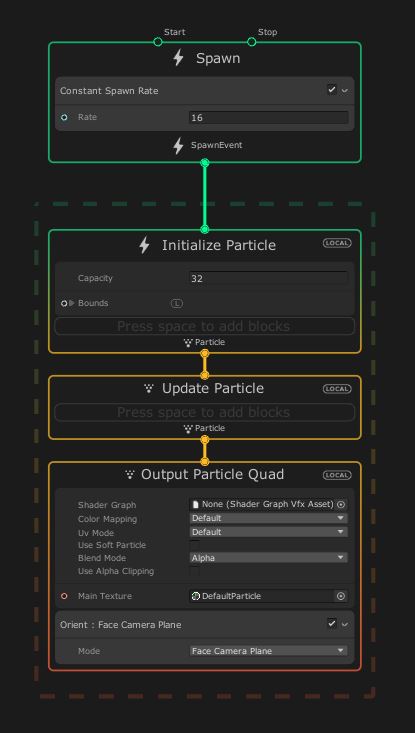 Start Stop
Spawn
Constant Spawn Rate
Rate 16
SpawnEvent
Initialize Particle LOCAL
Capacity 32
Bounds L
Press space to add blocks
Particle
Update Particle LOCAL
Press space to add blocks
Particle
Output Particle Quad LOCAL
Shader Graph None (Shader Graph Vfx Asset)
Color Mapping Default
Uv Mode Default
Use Soft Particle
Blend Mode Alpha
Use Alpha Clipping
Main Texture DefaultParticle
Orient : Face Camera Plane
Mode Face Camera Plane